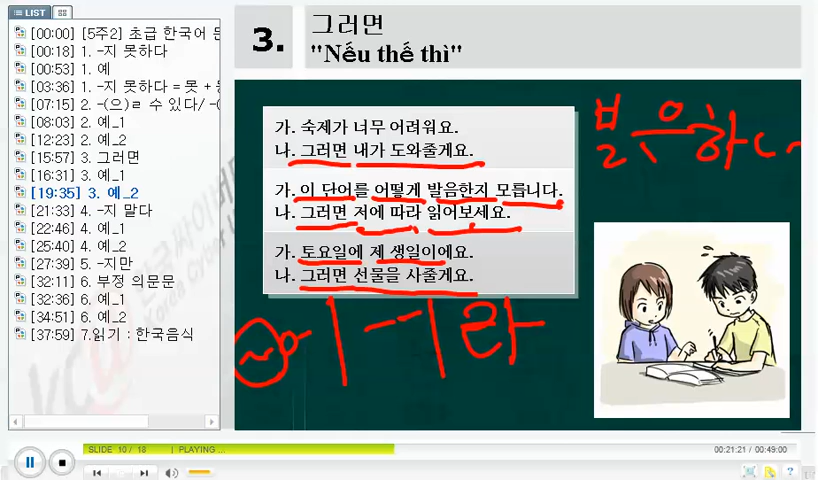 LIST
[00:00] [5주2] 초급 한국어 문
[00:18] 1. -지 못하다
[00:53] 1. 예
[03:36] 1. -지 못하다 = 못 +
[07:15] 2. -(으)ㄹ 수 있다/ -(
[08:03] 2. 예_1
[12:23] 2. 예_2
[15:57] 3. 그러면
[16:31] 3. 예_1
[19:35] 3. 예_2
[21:33] 4. -지 말다
[22:46] 4. 예_1
[25:40] 4. 예_2
[27:39] 5. -지만
[32:11] 6. 부정 의문문
[32:36] 6. 예_1
[34:51] 6. 예_2
[37:59] 7.읽기 : 한국음식
3.
그러면
"Nếu thế thì"
가. 숙제가 너무 어려워요.
나. 그러면 내가 도와줄게요.
가. 이 단어를 어떻게 발음한지 모릅니다.
나. 그러면 저에 따라 읽어보세요.
가. 토요일에 제 생일이에요.
나. 그러면 선물을 사줄게요.
SLIDE 10 / 18 | PLAYING ...
00:21:21 / 00:49:00